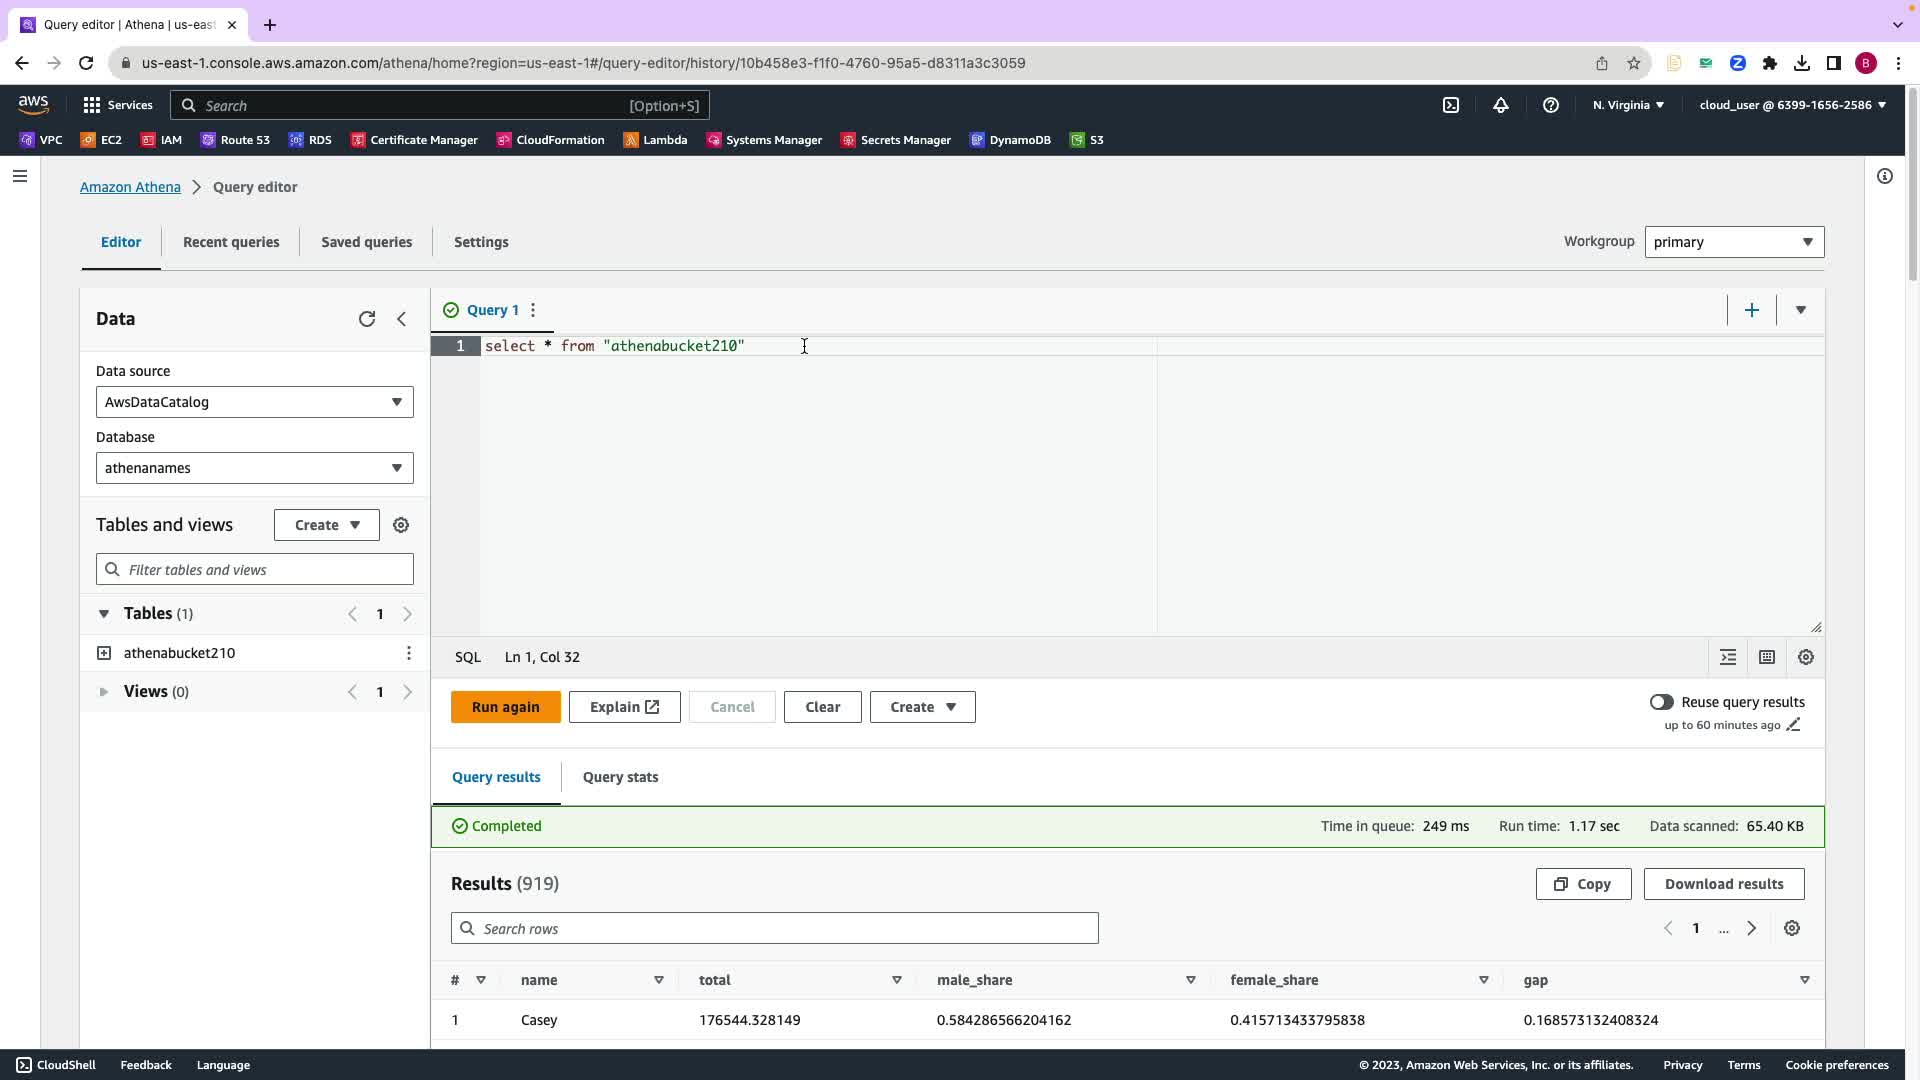 Query editor | Athena | us-east
us-east-1.console.aws.amazon.com/athena/home?region=us-east-1#/query-editor/history/10b458e3-f1f0-4760-95a5-d8311a3c3059
B
aws Services Search [Option+S] N. Virginia cloud_user @ 6399-1656-2586
VPC EC2 IAM Route 53 RDS Certificate Manager CloudFormation Lambda Systems Manager Secrets Manager DynamoDB S3
Amazon Athena > Query editor
Editor Recent queries Saved queries Settings Workgroup primary
Data
Query 1
1 select * from "athenabucket210"
Data source
AwsDataCatalog
Database
athenanames
Tables and views Create
Filter tables and views
Tables (1) 1
athenabucket210
Views (0) 1
SQL Ln 1, Col 32
Run again Explain Cancel Clear Create Reuse query results
up to 60 minutes ago
Query results Query stats
Completed Time in queue: 249 ms Run time: 1.17 sec Data scanned: 65.40 KB
Results (919) Copy Download results
Search rows 1 ...
# name total male_share female_share gap
1 Casey 176544.328149 0.584286566204162 0.415713433795838 0.168573132408324
CloudShell Feedback Language © 2023, Amazon Web Services, Inc. or its affiliates. Privacy Terms Cookie preferences